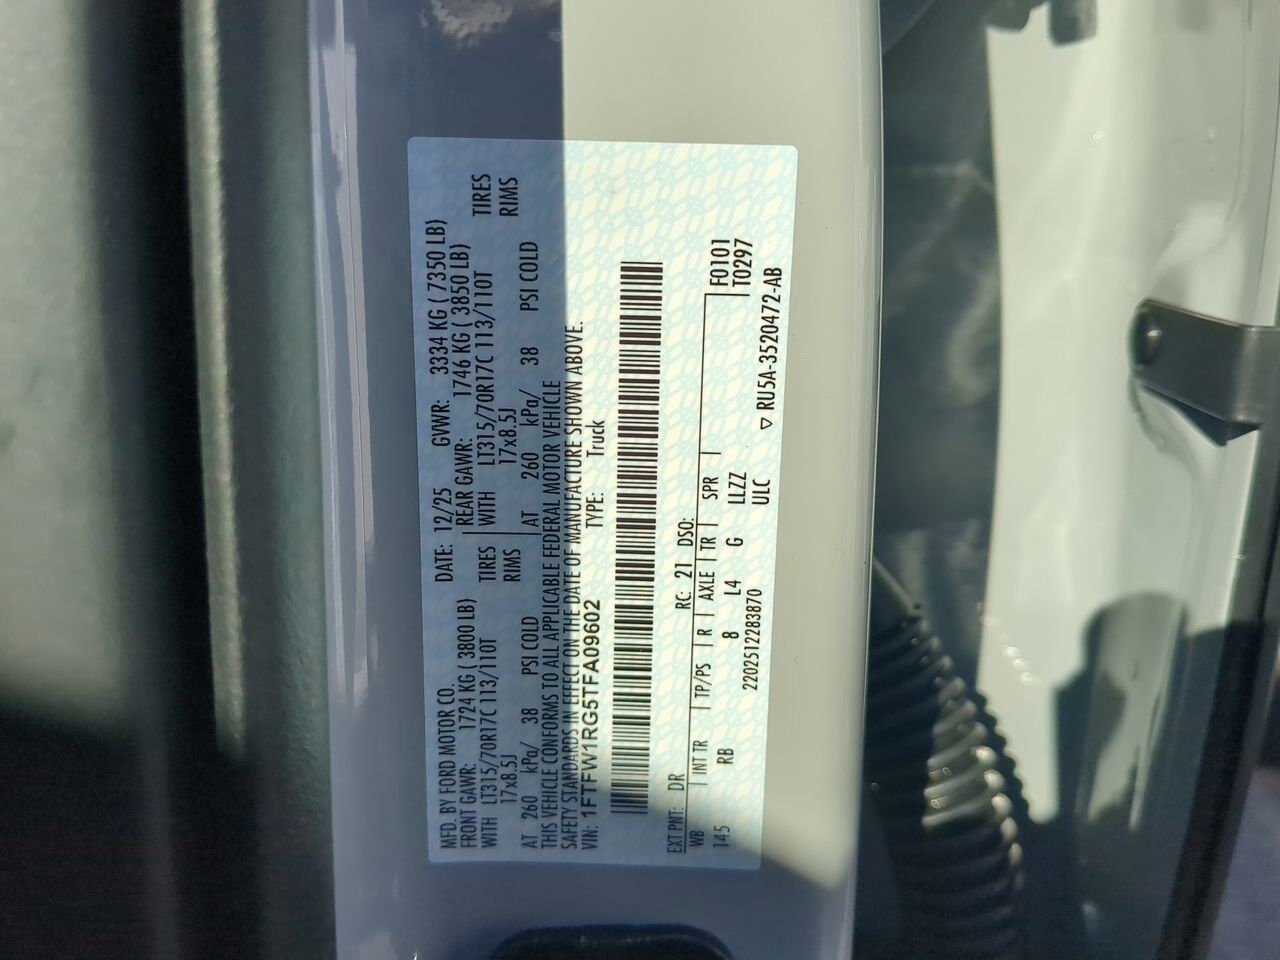 MFD. BY FORD MOTOR CO. DATE: 12/25 GVWR: 3334 KG ( 7350 LB)
FRONT GAWR: 1724 KG ( 3800 LB) REAR GAWR: 1746 KG ( 3850 LB)
WITH LT315/70R17C 113/110T TIRES WITH LT315/70R17C 113/110T TIRES
17x8.5J RIMS 17x8.5J RIMS
AT 260 kPa/ 38 PSI COLD AT 260 kPa/ 38 PSI COLD
THIS VEHICLE CONFORMS TO ALL APPLICABLE FEDERAL MOTOR VEHICLE
SAFETY STANDARDS IN EFFECT ON THE DATE OF MANUFACTURE SHOWN ABOVE.
VIN: 1FTFW1RG5TFA09602 TYPE: Truck
EXT PNT: DR RC: 21 DSO:
WB INT TR TP/PS R AXLE TR SPR F0101
145 RB 8 L4 G LLZZ T0297
2202512283870 ULC ▽ RU5A-3520472-AB